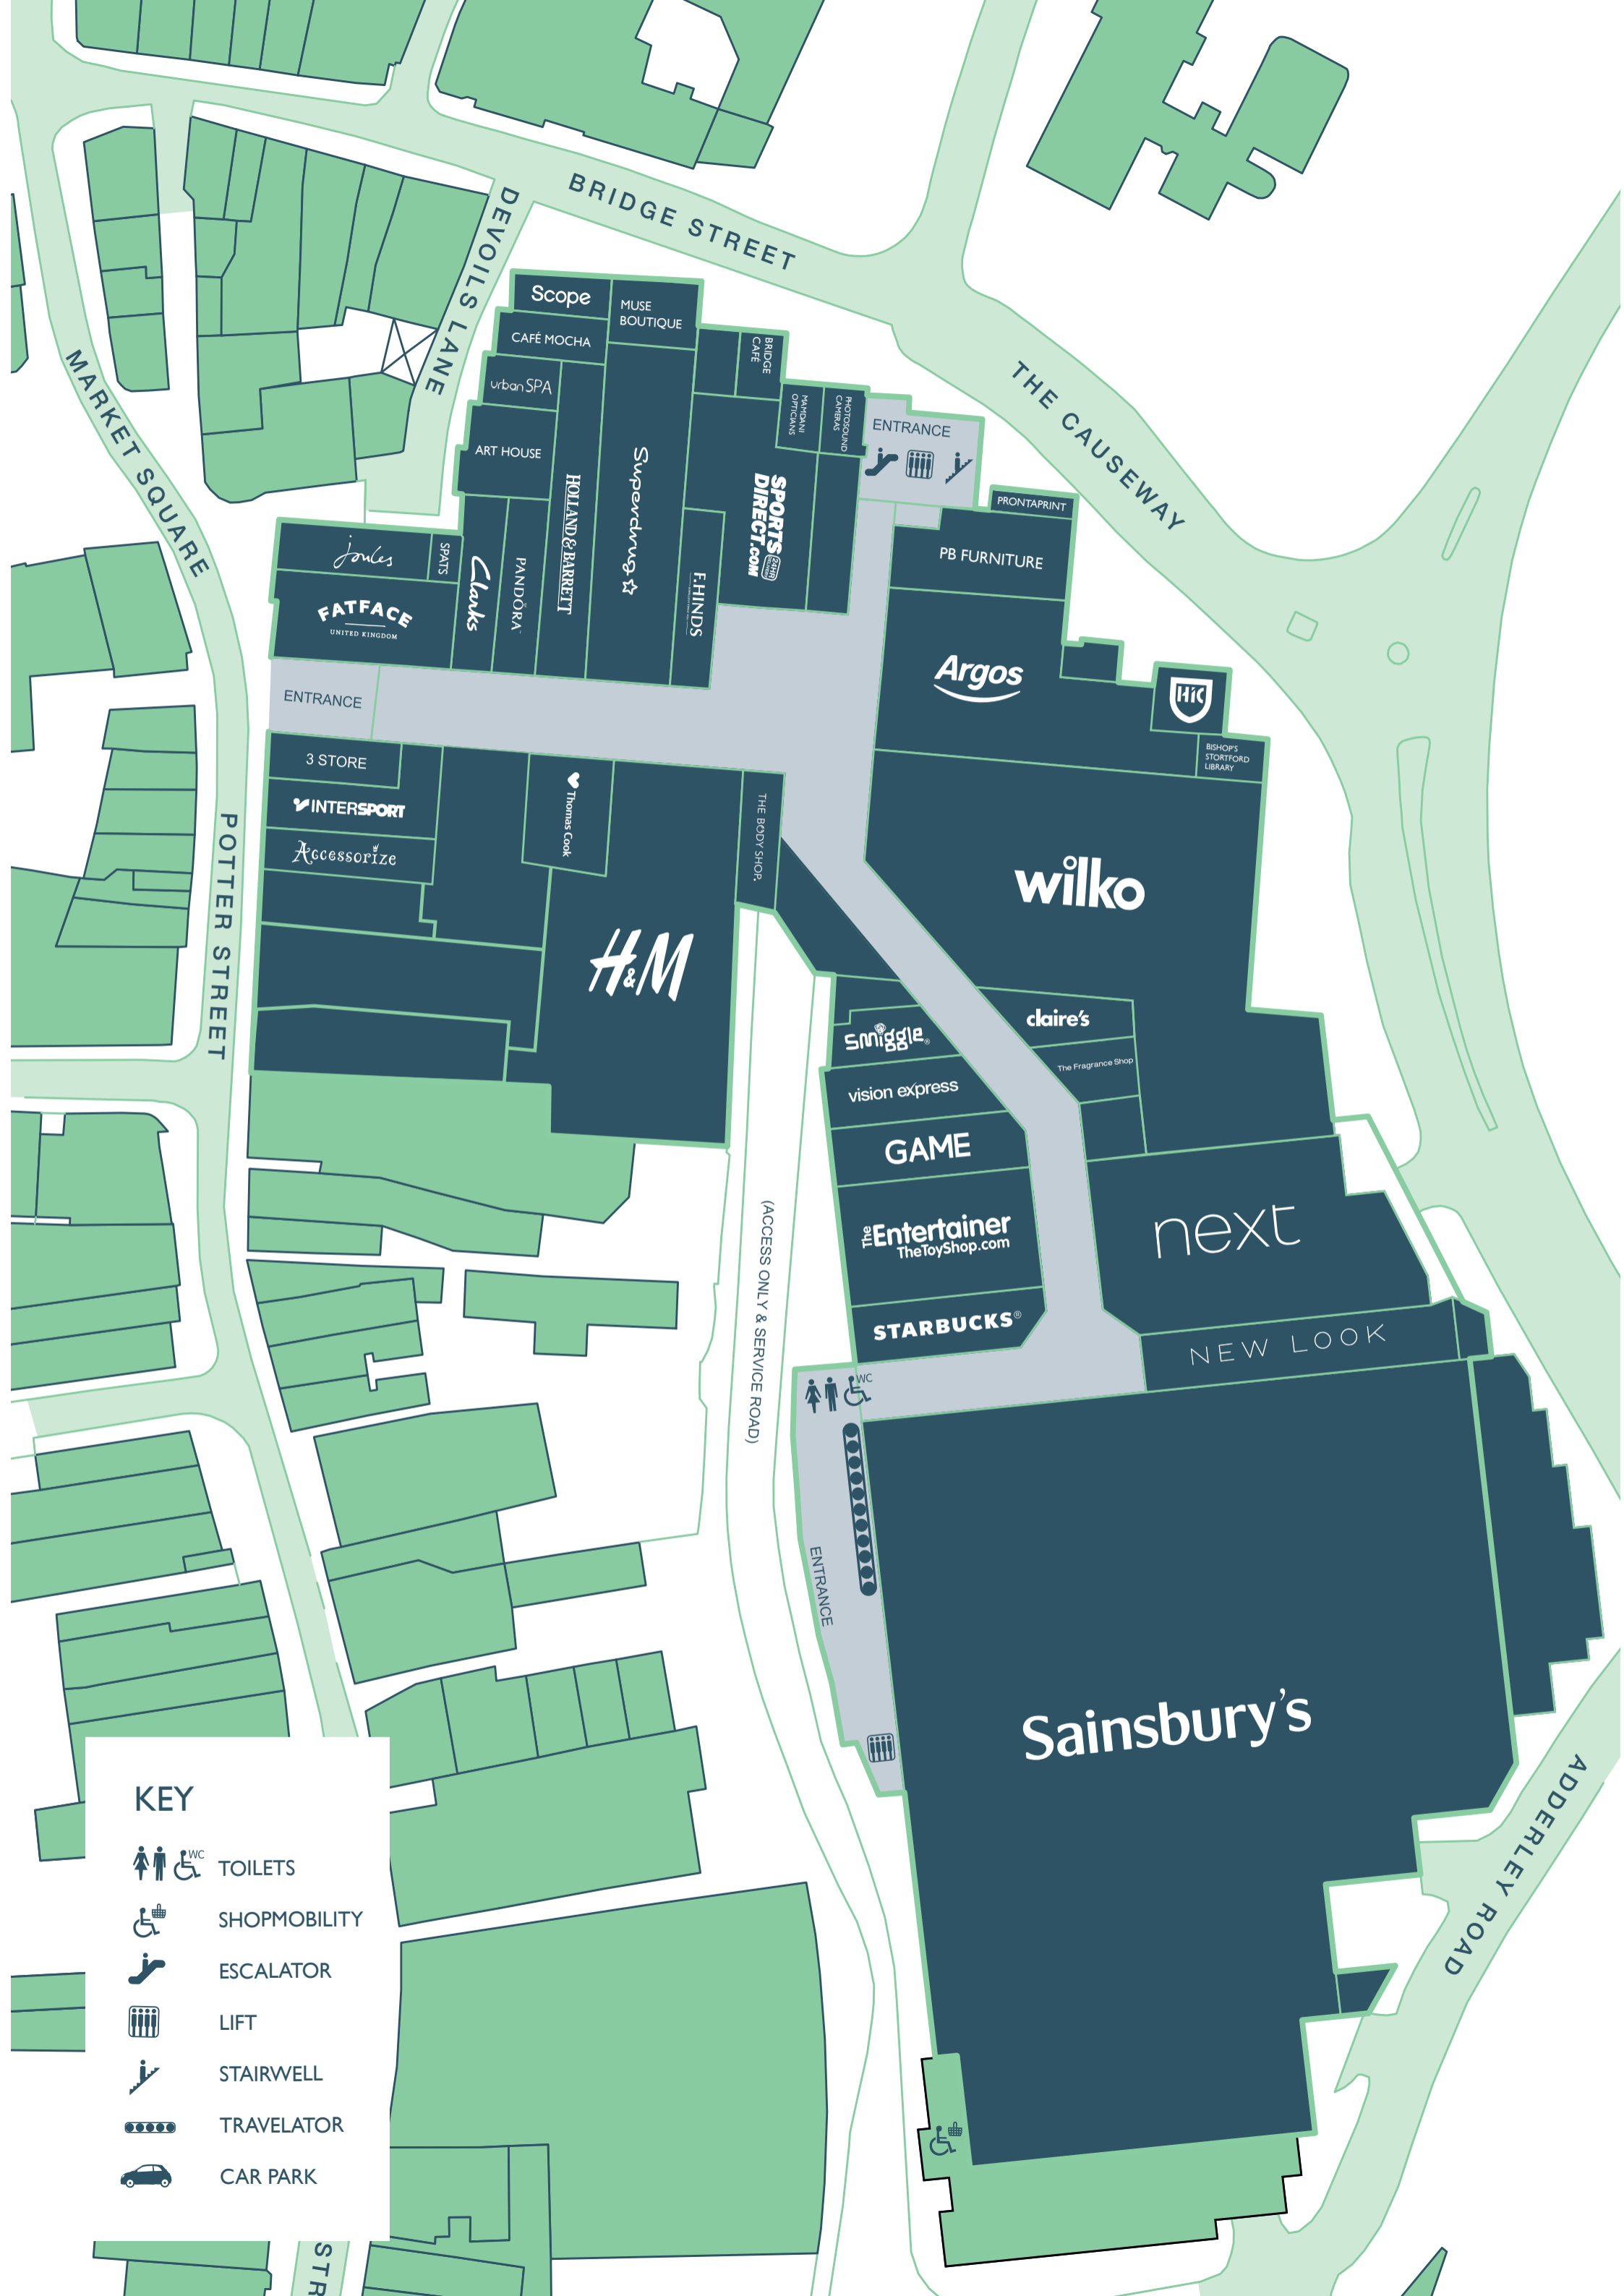 BRIDGE STREET
DEVOILS LANE
MARKET SQUARE
THE CAUSEWAY
POTTER STREET
Scope
MUSE
BOUTIQUE
CAFÉ MOCHA
BRIDGE
CAFÉ
urban SPA
MAMDANI
OPTICIANS
PHOTOSOUND
CAMERAS
ENTRANCE
ART HOUSE
HOLLAND & BARRETT
Superdrug
SPORTS
DIRECT.COM
24HR
PRONTAPRINT
PB FURNITURE
Joules
SPATS
Clarks
PANDÖRA
F.HINDS
FATFACE
UNITED KINGDOM
Argos
HIC
BISHOP'S
STORTFORD
LIBRARY
ENTRANCE
3 STORE
INTERSPORT
Accessorize
Thomas Cook
THE BODY SHOP.
H&M
wilko
claire's
The Fragrance Shop
smiggle®
vision express
GAME
The Entertainer
TheToyShop.com
STARBUCKS®
next
NEW LOOK
WC
(ACCESS ONLY & SERVICE ROAD)
ENTRANCE
Sainsbury's
ADDERLEY ROAD
KEY
WC
TOILETS
SHOPMOBILITY
ESCALATOR
LIFT
STAIRWELL
TRAVELATOR
CAR PARK
STR